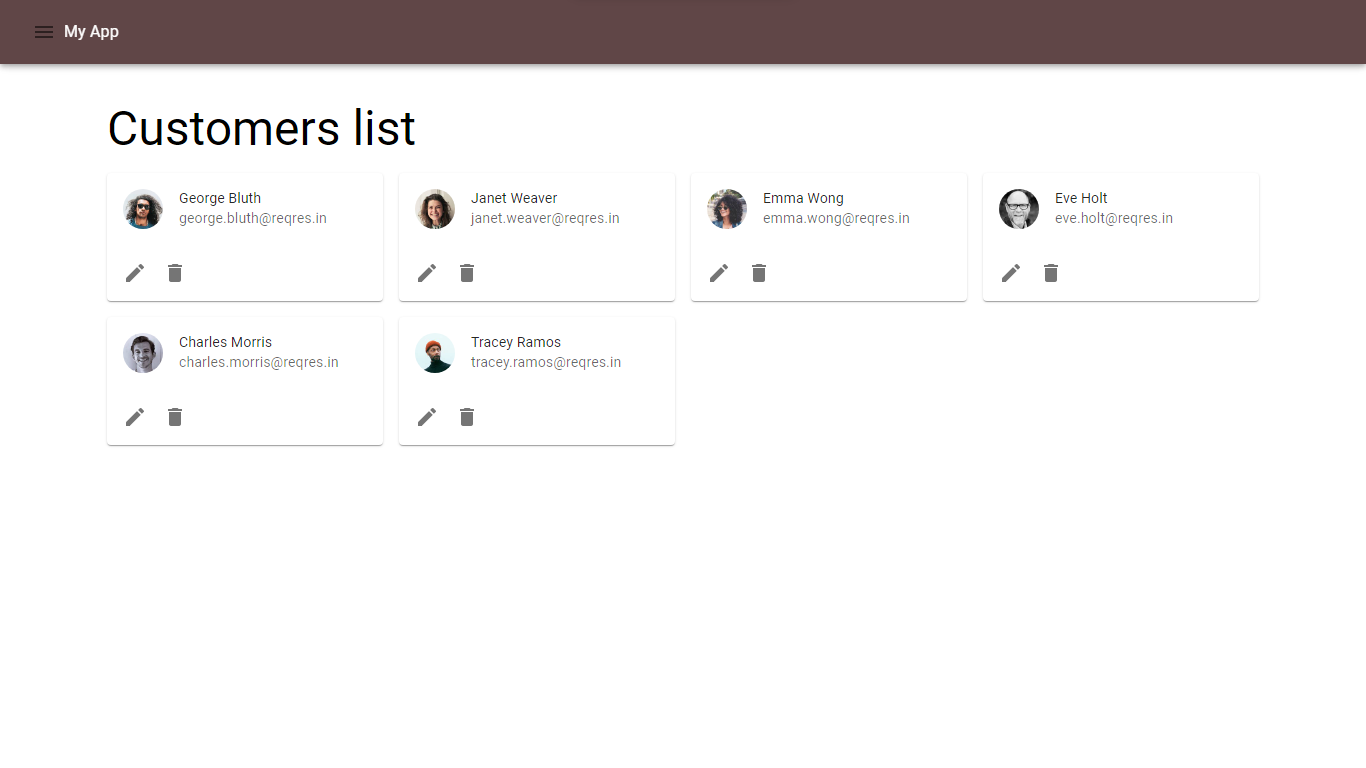 My App
Customers list
George Bluth
george.bluth@reqres.in
Janet Weaver
janet.weaver@reqres.in
Emma Wong
emma.wong@reqres.in
Eve Holt
eve.holt@reqres.in
Charles Morris
charles.morris@reqres.in
Tracey Ramos
tracey.ramos@reqres.in